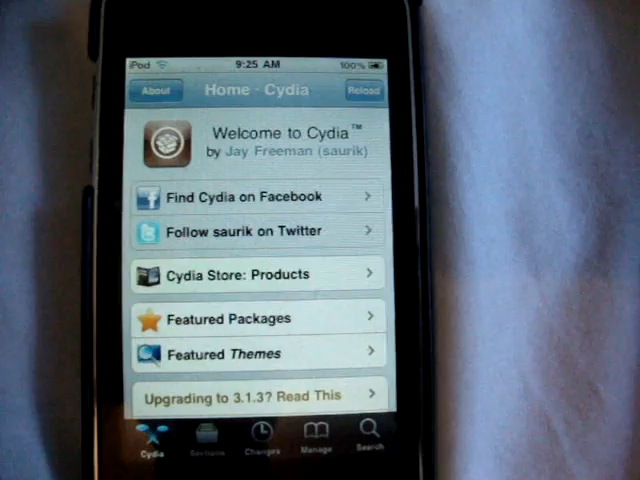 iPod 9:25 AM 100%
About Home · Cydia Reload
Welcome to Cydia™
by Jay Freeman (saurik)
Find Cydia on Facebook
Follow saurik on Twitter
Cydia Store: Products
Featured Packages
Featured Themes
Upgrading to 3.1.3? Read This
Cydia Sections Changes Manage Search